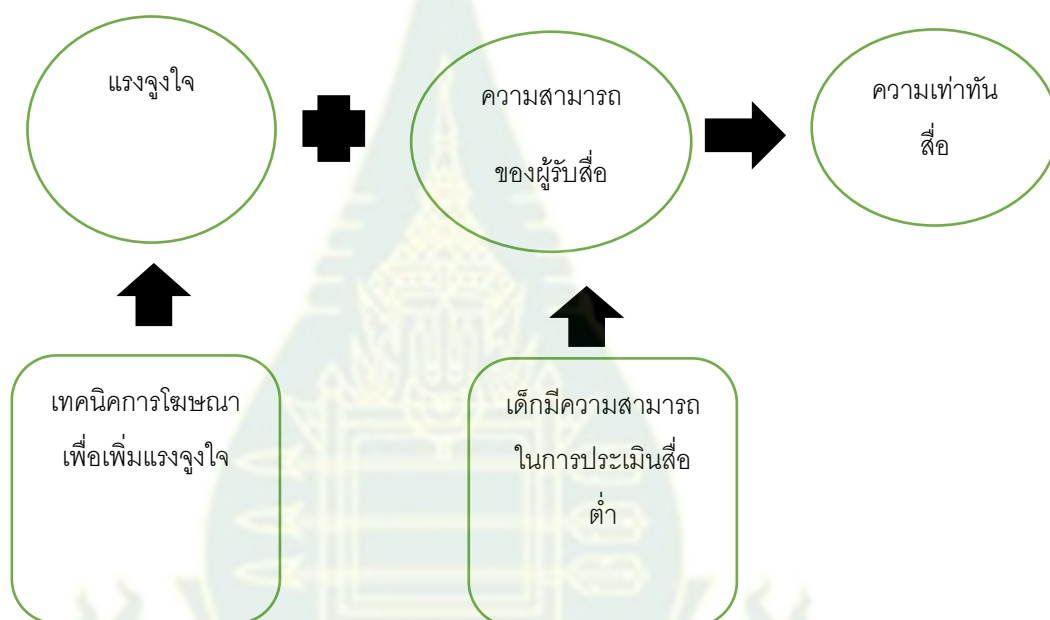 แรงจูงใจ
ความสามารถ
ของผู้รับสื่อ
ความเท่าทัน
สื่อ
เทคนิคการโฆษณา
เพื่อเพิ่มแรงจูงใจ
เด็กมีความสามารถ
ในการประเมินสื่อ
ต่ำ